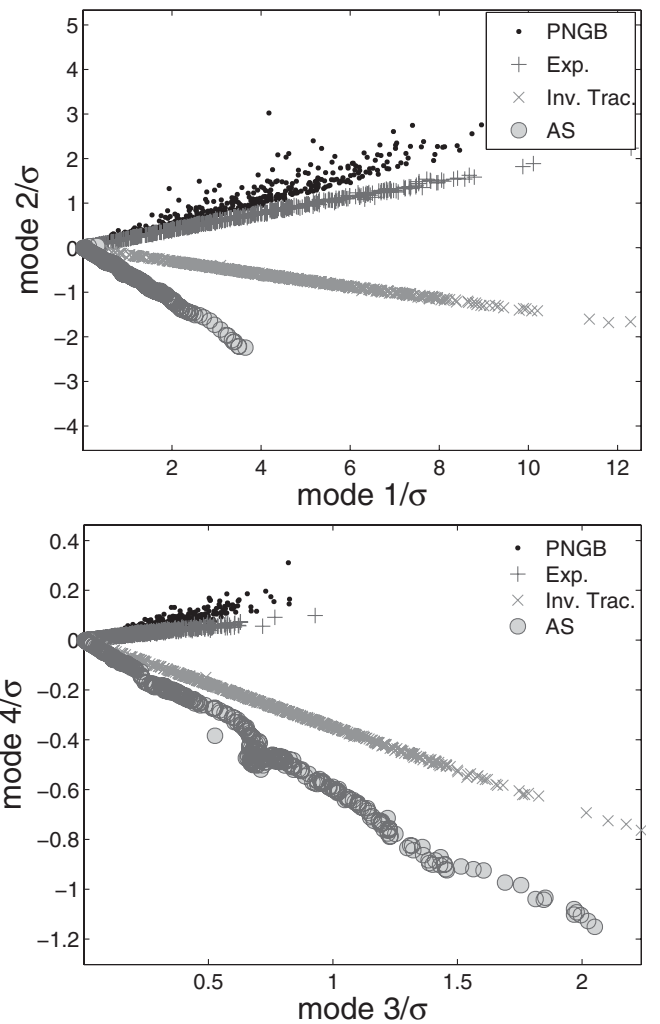 5
4
3
2
1
0
−1
−2
−3
−4
mode 2/σ
2
4
6
8
10
12
mode 1/σ
PNGB
Exp.
Inv. Trac.
AS
0.4
0.2
0
−0.2
−0.4
−0.6
−0.8
−1
−1.2
mode 4/σ
0.5
1
1.5
2
mode 3/σ
PNGB
Exp.
Inv. Trac.
AS